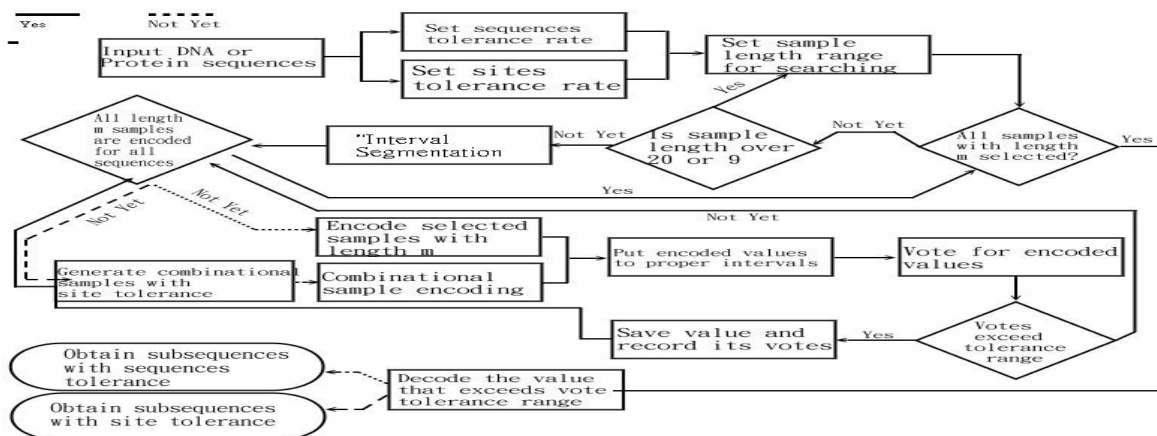 Yes
Not Yet
Input DNA or
Protein sequences
Set sequences
tolerance rate
Set sites
tolerance rate
Set sample
length range
for searching
Yes
All length
m samples
are encoded
for all
sequences
"Interval
Segmentation
Not Yet
Is sample
length over
20 or 9
Not Yet
All samples
with length
m selected?
Yes
Yes
Not Yet
Not Yet
Not Yet
Encode selected
samples with
length m
Generate combinational
samples with
site tolerance
Combinational
sample encoding
Put encoded values
to proper intervals
Vote for encoded
values
Votes
exceed
tolerance
range
Yes
Save value and
record its votes
Obtain subsequences
with sequences
tolerance
Obtain subsequences
with site tolerance
Decode the value
that exceeds vote
tolerance range